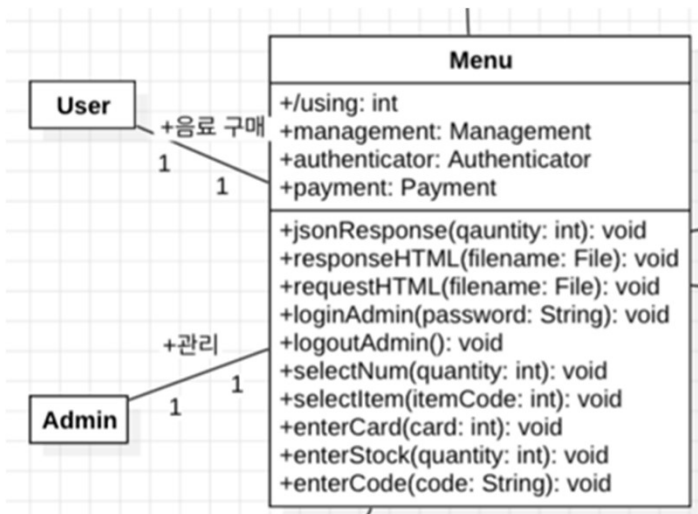 Menu
User
+음료 구매
1
1
+/using: int
+management: Management
+authenticator: Authenticator
+payment: Payment
+jsonResponse(qauntity: int): void
+responseHTML(filename: File): void
+requestHTML(filename: File): void
+loginAdmin(password: String): void
+logoutAdmin(): void
+selectNum(quantity: int): void
+selectItem(itemCode: int): void
+enterCard(card: int): void
+enterStock(quantity: int): void
+enterCode(code: String): void
+관리
1
1
Admin